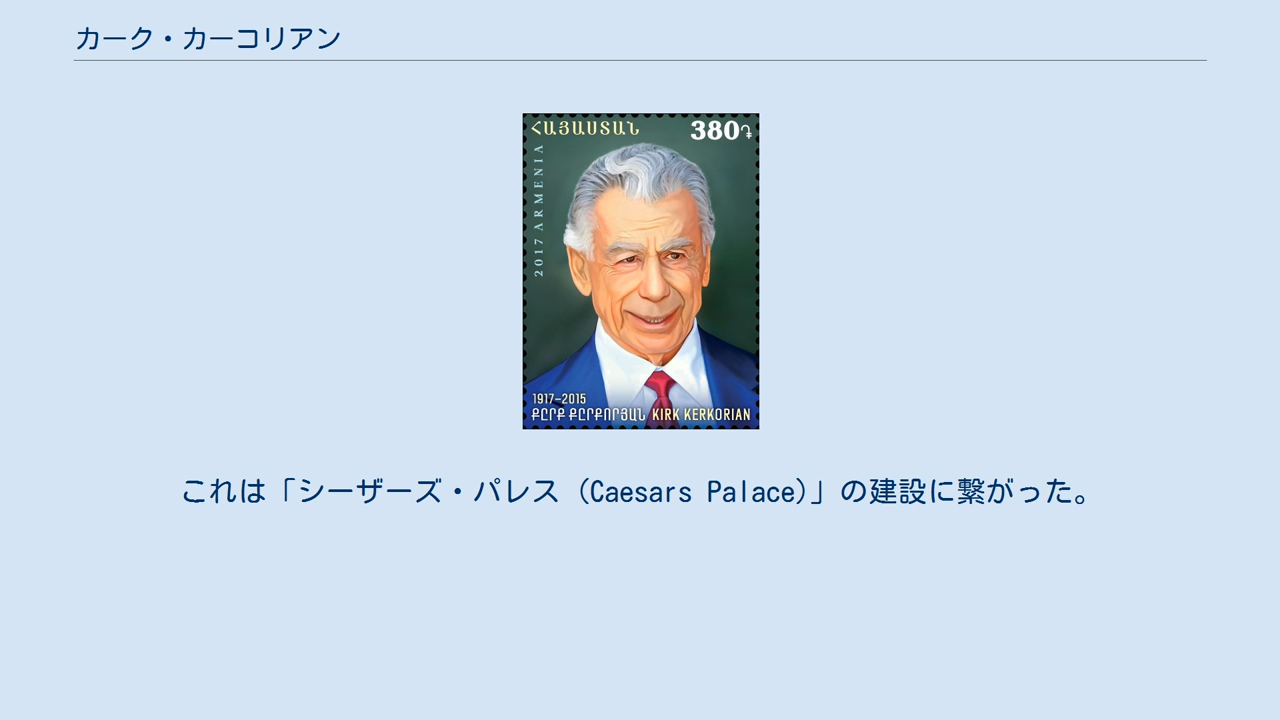 カーク・カーコリアン
ՀԱՅԱՍՏԱՆ 380֏
2017 ARMENIA
1917–2015
ՔԸՐՔ ՔԸՐՔՈՐՅԱՆ KIRK KERKORIAN
これは「シーザーズ・パレス (Caesars Palace)」の建設に繋がった。